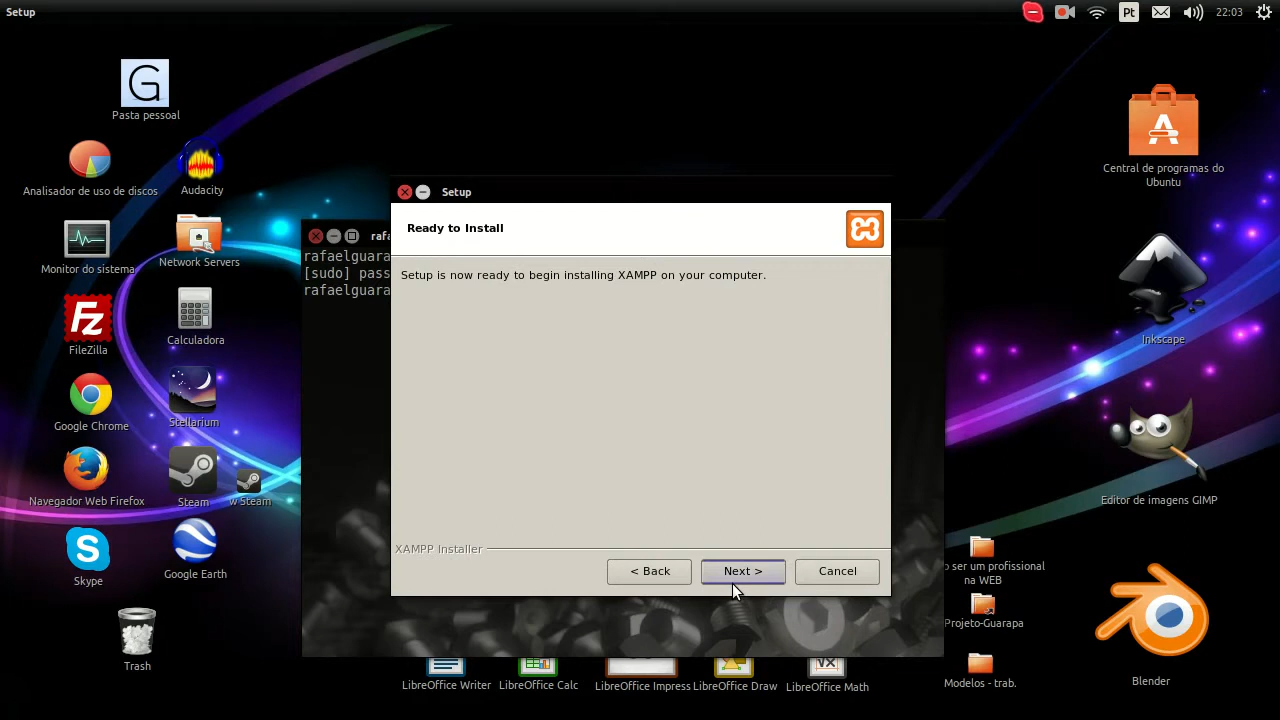 Setup
Pt
22:03
G
Pasta pessoal
Analisador de uso de discos
Audacity
Monitor do sistema
Network Servers
Fz
FileZilla
Calculadora
Google Chrome
Stellarium
Navegador Web Firefox
Steam
w Steam
S
Skype
Google Earth
Trash
rafa
rafaelguara
[sudo] pass
rafaelguara
Setup
Ready to Install
Setup is now ready to begin installing XAMPP on your computer.
XAMPP Installer
< Back
Next >
Cancel
LibreOffice Writer
LibreOffice Calc
LibreOffice Impress
LibreOffice Draw
√x
LibreOffice Math
A
Central de programas do
Ubuntu
Inkscape
Editor de imagens GIMP
o ser um profissional
na WEB
Projeto-Guarapa
Modelos - trab.
Blender